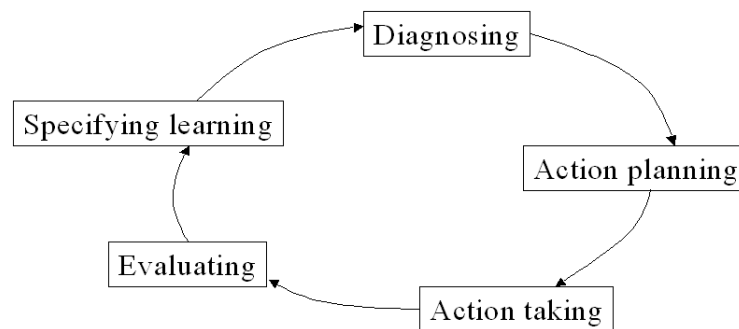 Diagnosing
Specifying learning
Action planning
Evaluating
Action taking